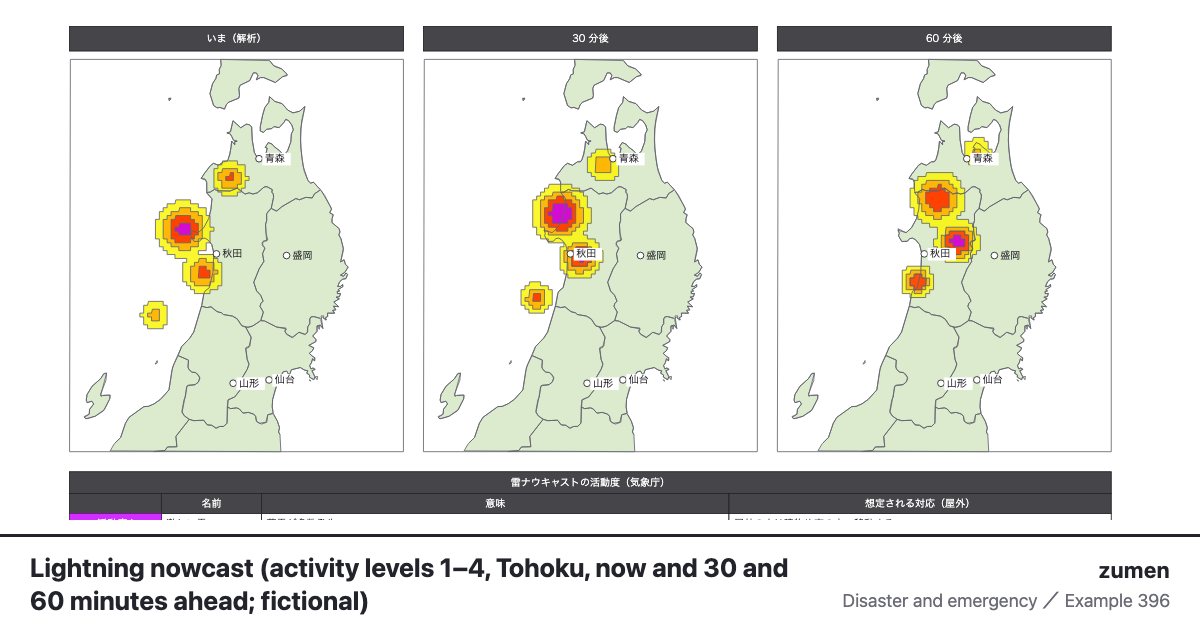 いま（解析）
30 分後
60 分後
青森
秋田
盛岡
山形
仙台
青森
秋田
盛岡
山形
仙台
青森
秋田
盛岡
山形
仙台
雷ナウキャストの活動度（気象庁）
名前
意味
想定される対応（屋外）
Lightning nowcast (activity levels 1–4, Tohoku, now and 30 and
60 minutes ahead; fictional)
zumen
Disaster and emergency ／ Example 396